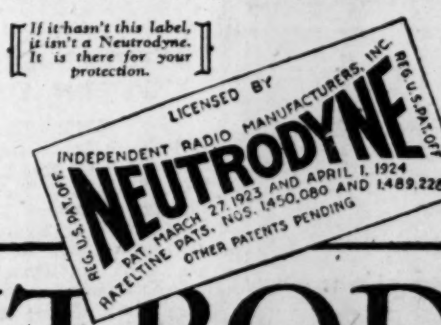 If it hasn't this label,
it isn't a Neutrodyne.
It is there for your
protection.
LICENSED BY
INDEPENDENT RADIO MANUFACTURERS, INC.
REG. U.S. PAT. OFF.
NEUTRODYNE
REG. U.S. PAT. OFF.
PAT. MARCH 27, 1923 AND APRIL 1, 1924
HAZELTINE PATS. NOS. 1,450,080 AND 1,489,228
OTHER PATENTS PENDING